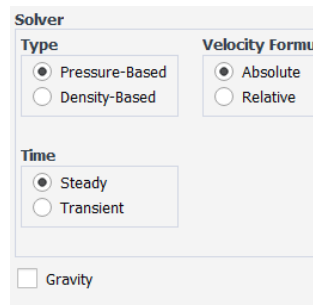 Solver
Type Velocity Formu
Pressure-Based Absolute
Density-Based Relative
Time
Steady
Transient
Gravity